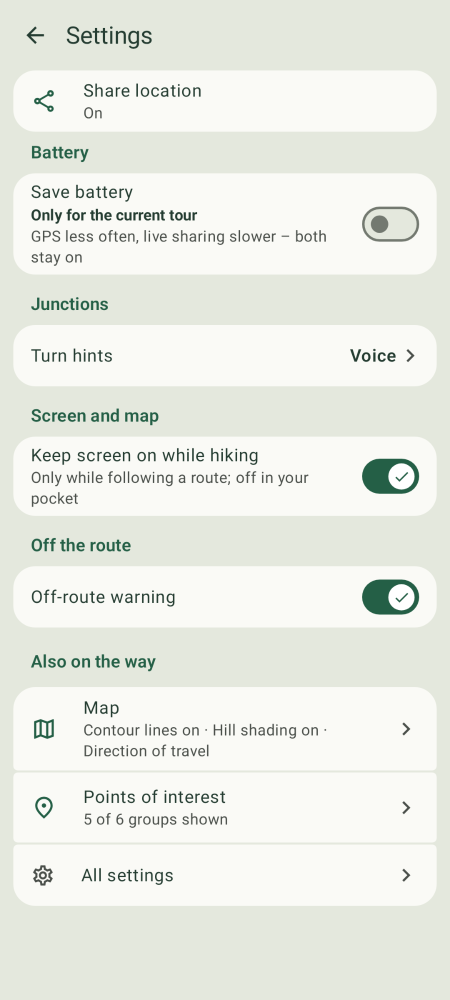 Settings
Share location
On
Battery
Save battery
Only for the current tour
GPS less often, live sharing slower – both
stay on
Junctions
Turn hints
Voice
Screen and map
Keep screen on while hiking
Only while following a route; off in your
pocket
Off the route
Off-route warning
Also on the way
Map
Contour lines on · Hill shading on ·
Direction of travel
Points of interest
5 of 6 groups shown
All settings